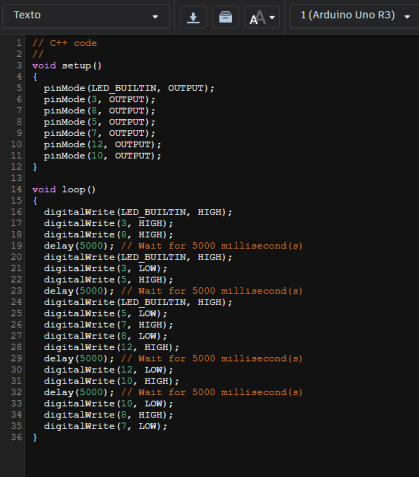 Texto
AA
1 (Arduino Uno R3)
1 // C++ code
2 //
3 void setup()
4 {
5   pinMode(LED_BUILTIN, OUTPUT);
6   pinMode(3, OUTPUT);
7   pinMode(8, OUTPUT);
8   pinMode(5, OUTPUT);
9   pinMode(7, OUTPUT);
10   pinMode(12, OUTPUT);
11   pinMode(10, OUTPUT);
12 }
13
14 void loop()
15 {
16   digitalWrite(LED_BUILTIN, HIGH);
17   digitalWrite(3, HIGH);
18   digitalWrite(8, HIGH);
19   delay(5000); // Wait for 5000 millisecond(s)
20   digitalWrite(LED_BUILTIN, HIGH);
21   digitalWrite(3, LOW);
22   digitalWrite(5, HIGH);
23   delay(5000); // Wait for 5000 millisecond(s)
24   digitalWrite(LED_BUILTIN, HIGH);
25   digitalWrite(5, LOW);
26   digitalWrite(7, HIGH);
27   digitalWrite(8, LOW);
28   digitalWrite(12, HIGH);
29   delay(5000); // Wait for 5000 millisecond(s)
30   digitalWrite(12, LOW);
31   digitalWrite(10, HIGH);
32   delay(5000); // Wait for 5000 millisecond(s)
33   digitalWrite(10, LOW);
34   digitalWrite(8, HIGH);
35   digitalWrite(7, LOW);
36 }